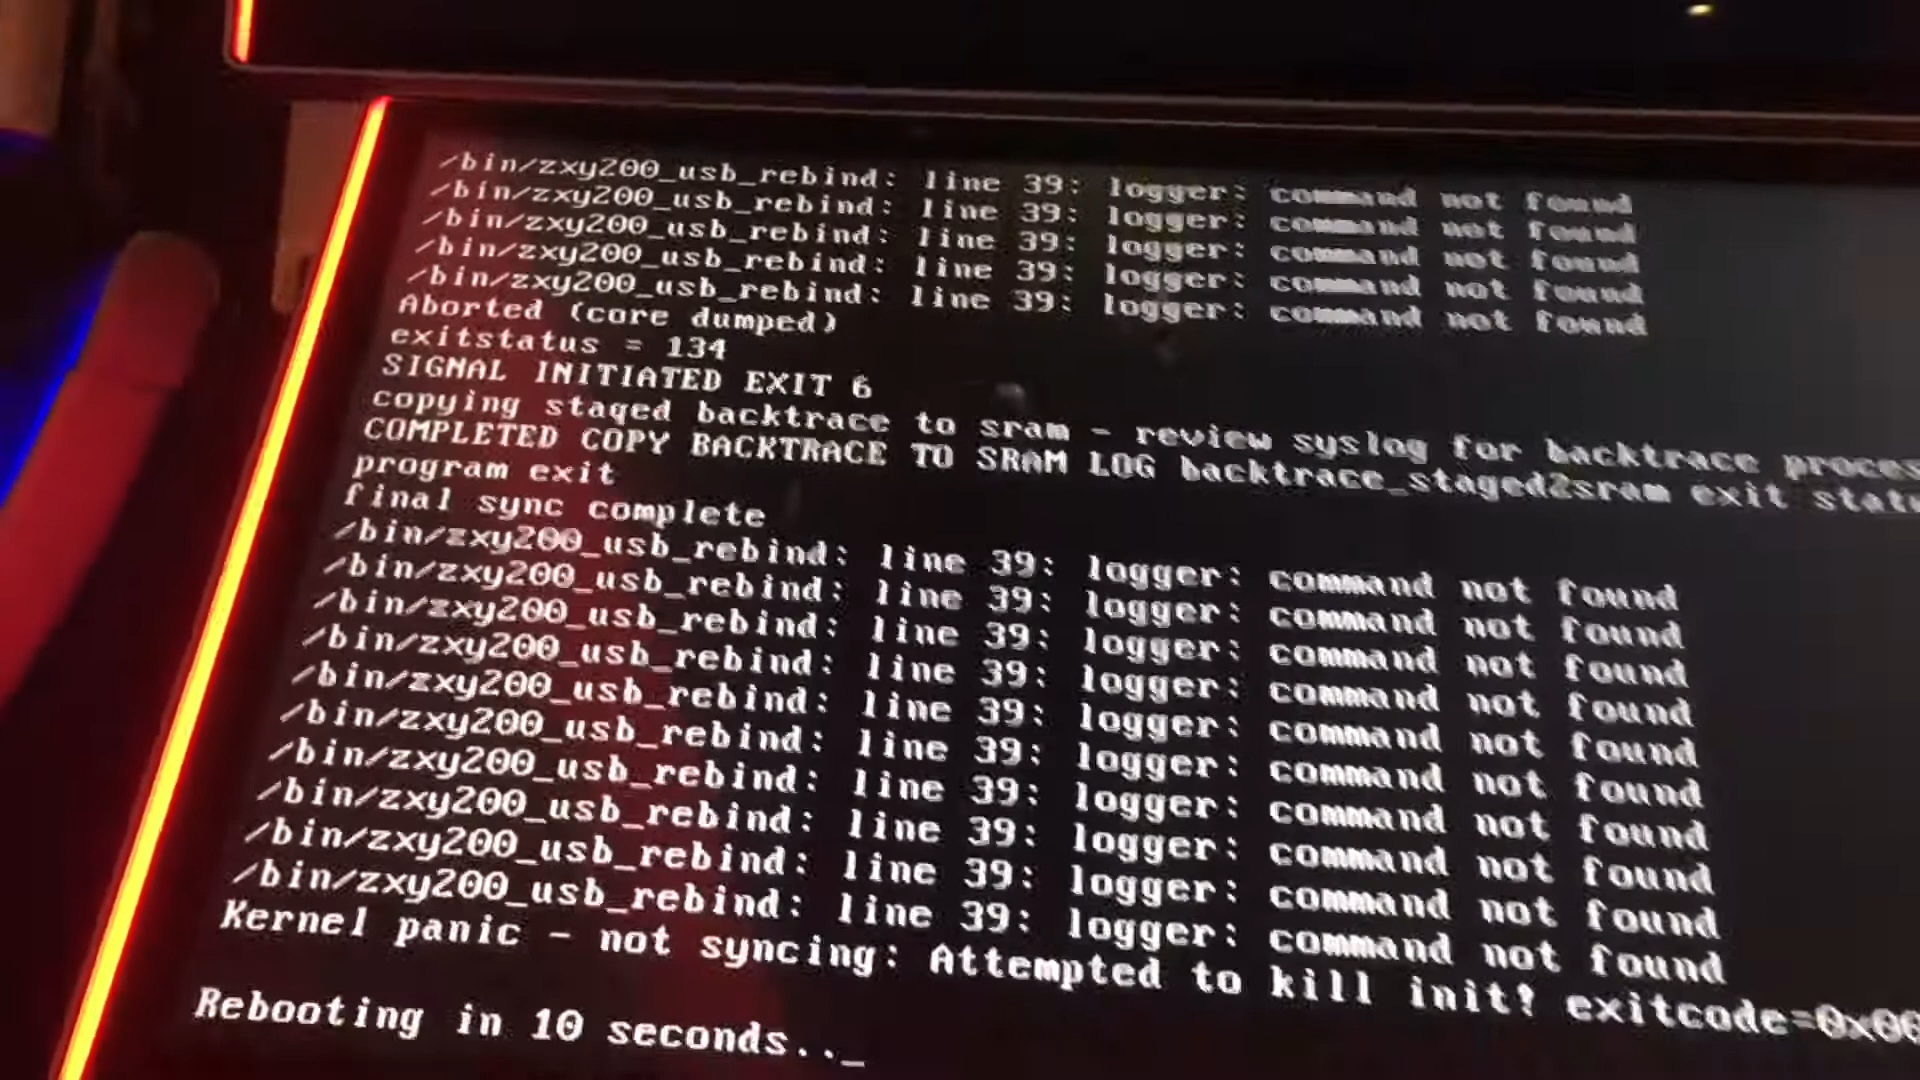 /bin/zxy200_usb_rebind: line 39: logger: command not found
/bin/zxy200_usb_rebind: line 39: logger: command not found
/bin/zxy200_usb_rebind: line 39: logger: command not found
/bin/zxy200_usb_rebind: line 39: logger: command not found
/bin/zxy200_usb_rebind: line 39: logger: command not found
Aborted (core dumped)
exitstatus = 134
SIGNAL INITIATED EXIT 6
copying staged backtrace to sram - review syslog for backtrace
COMPLETED COPY BACKTRACE TO SRAM LOG backtrace_staged2sram exit
program exit
final sync complete
/bin/zxy200_usb_rebind: line 39: logger: command not found
/bin/zxy200_usb_rebind: line 39: logger: command not found
/bin/zxy200_usb_rebind: line 39: logger: command not found
/bin/zxy200_usb_rebind: line 39: logger: command not found
/bin/zxy200_usb_rebind: line 39: logger: command not found
/bin/zxy200_usb_rebind: line 39: logger: command not found
/bin/zxy200_usb_rebind: line 39: logger: command not found
/bin/zxy200_usb_rebind: line 39: logger: command not found
/bin/zxy200_usb_rebind: line 39: logger: command not found
/bin/zxy200_usb_rebind: line 39: logger: command not found
Kernel panic - not syncing: Attempted to kill init! exitcode=0x00
Rebooting in 10 seconds.._